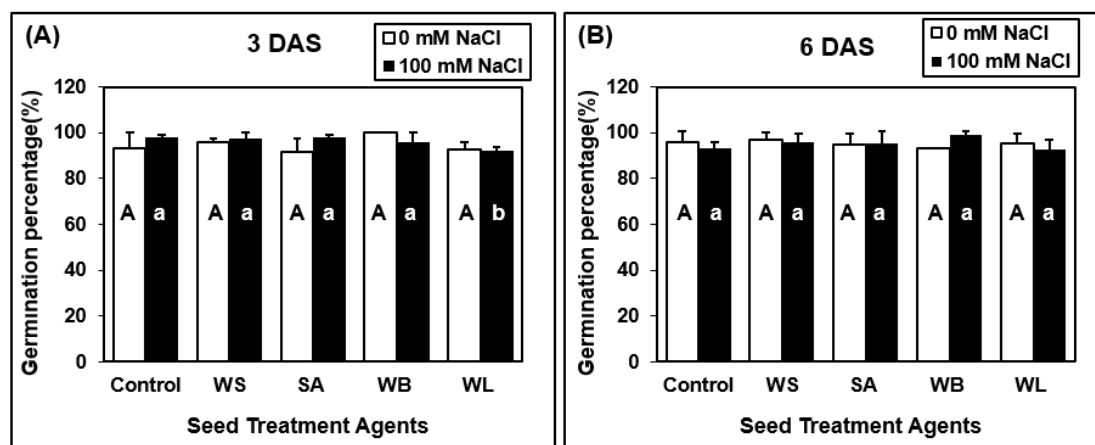 (A)
3 DAS
0 mM NaCl
100 mM NaCl
Germination percentage(%)
120
100
80
60
40
20
0
A a A a A a A a A b
Control WS SA WB WL
Seed Treatment Agents
(B)
6 DAS
0 mM NaCl
100 mM NaCl
Germination percentage(%)
120
100
80
60
40
20
0
A a A a A a A a A a
Control WS SA WB WL
Seed Treatment Agents